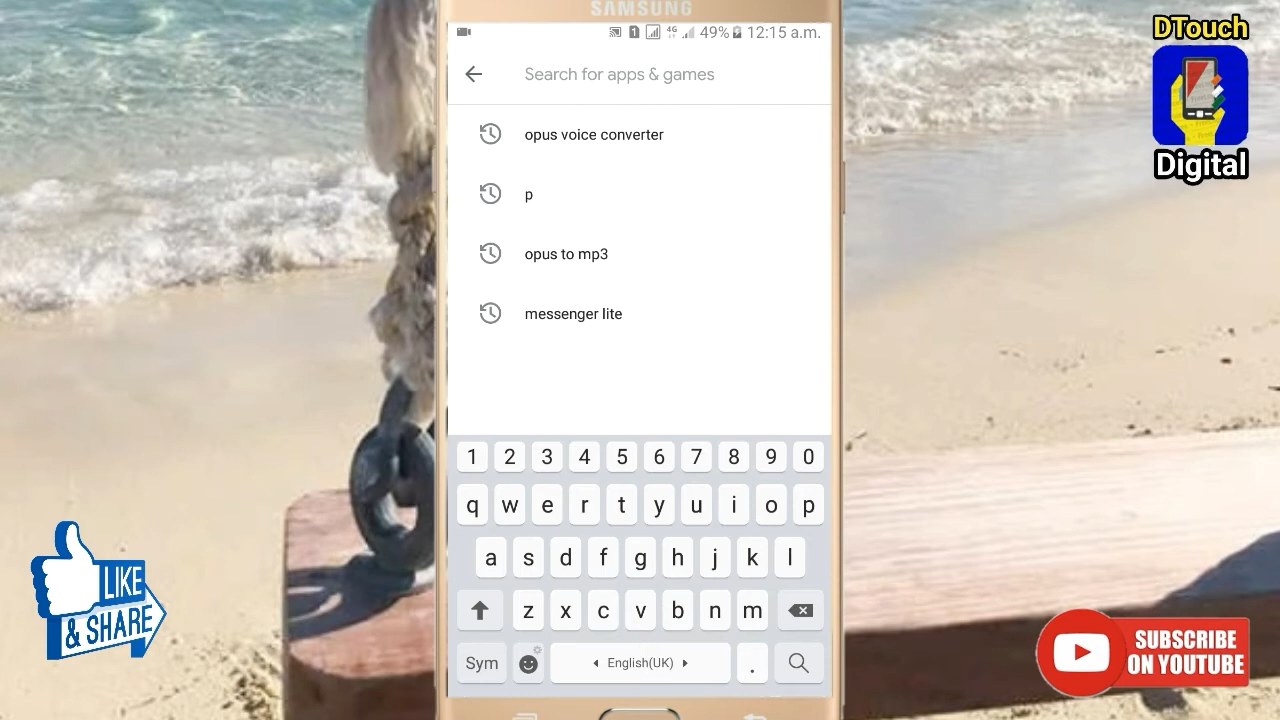 SAMSUNG
4G 49% 12:15 a.m.
Search for apps & games
opus voice converter
p
opus to mp3
messenger lite
1 2 3 4 5 6 7 8 9 0
q w e r t y u i o p
a s d f g h j k l
z x c v b n m
Sym English(UK) .
DTouch
Digital
LIKE
& SHARE
SUBSCRIBE
ON YOUTUBE